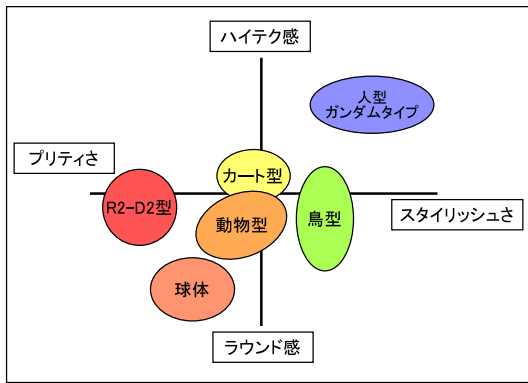 ハイテク感
人型
ガンダムタイプ
プリティさ
カート型
R2-D2型
動物型
鳥型
スタイリッシュさ
球体
ラウンド感